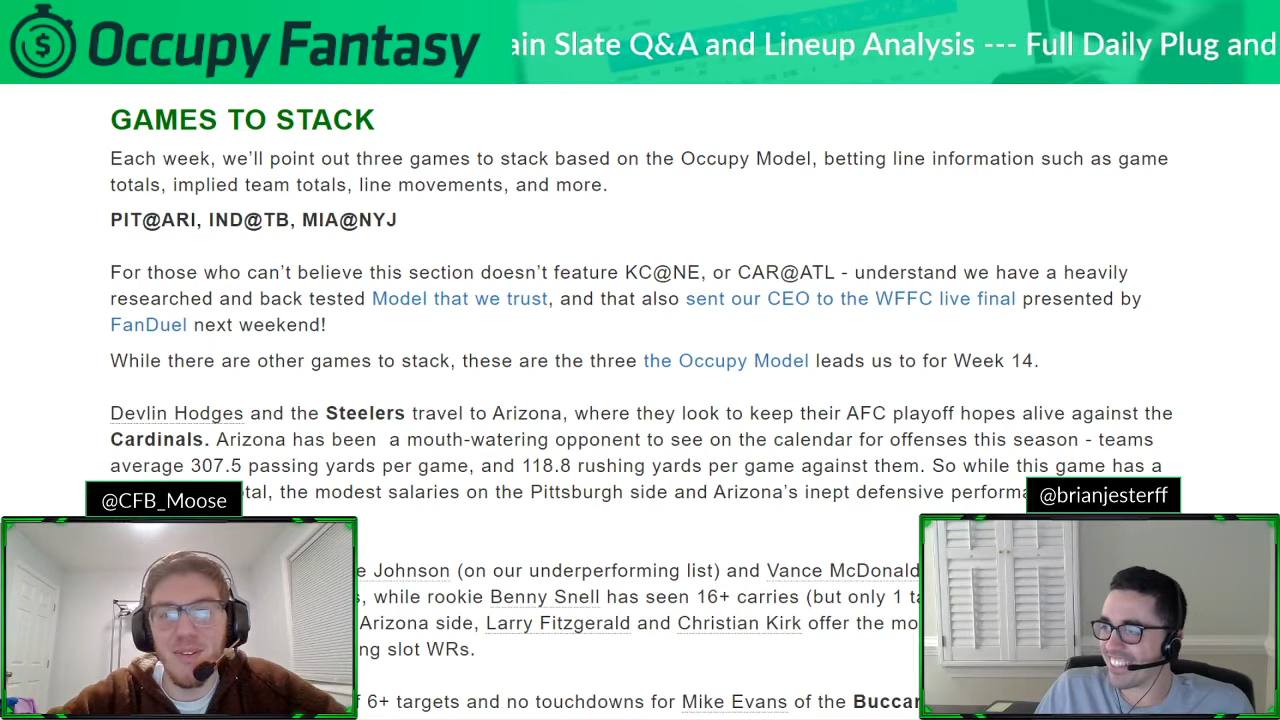 Occupy Fantasy
ain Slate Q&A and Lineup Analysis --- Full Daily Plug and
GAMES TO STACK
Each week, we'll point out three games to stack based on the Occupy Model, betting line information such as game
totals, implied team totals, line movements, and more.
PIT@ARI, IND@TB, MIA@NYJ
For those who can't believe this section doesn't feature KC@NE, or CAR@ATL - understand we have a heavily
researched and back tested Model that we trust, and that also sent our CEO to the WFFC live final presented by
FanDuel next weekend!
While there are other games to stack, these are the three the Occupy Model leads us to for Week 14.
Devlin Hodges and the Steelers travel to Arizona, where they look to keep their AFC playoff hopes alive against the
Cardinals. Arizona has been a mouth-watering opponent to see on the calendar for offenses this season - teams
average 307.5 passing yards per game, and 118.8 rushing yards per game against them. So while this game has a
tal, the modest salaries on the Pittsburgh side and Arizona's inept defensive performa
@CFB_Moose
@brianjesterff
e Johnson (on our underperforming list) and Vance McDonald
, while rookie Benny Snell has seen 16+ carries (but only 1 ta
Arizona side, Larry Fitzgerald and Christian Kirk offer the mo
ng slot WRs.
f 6+ targets and no touchdowns for Mike Evans of the Buccan